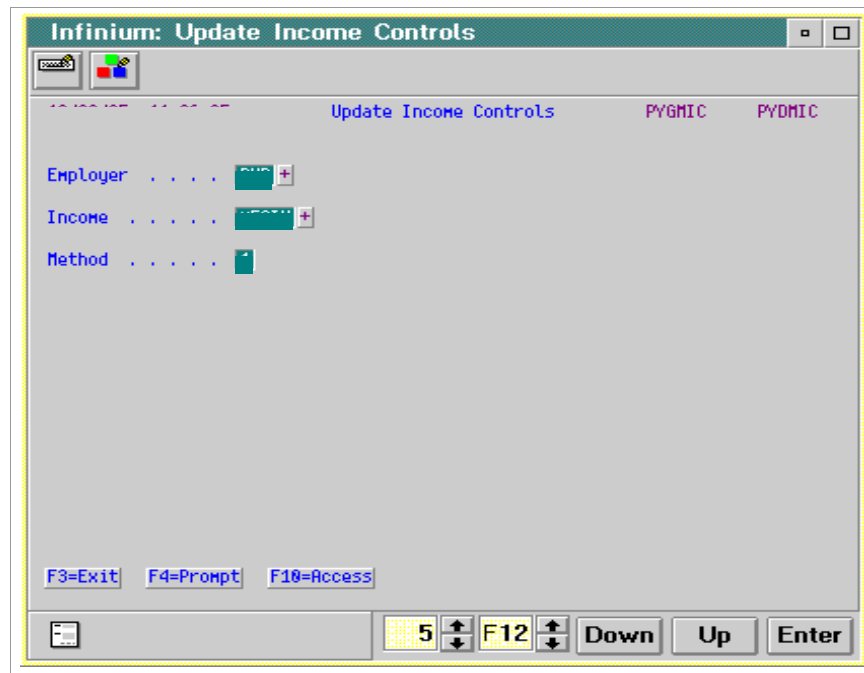 Infinium: Update Income Controls
Update Income Controls PYGMIC PYDMIC
Employer . . . . +
Income . . . . . +
Method . . . . .
F3=Exit F4=Prompt F10=Access
5 F12 Down Up Enter